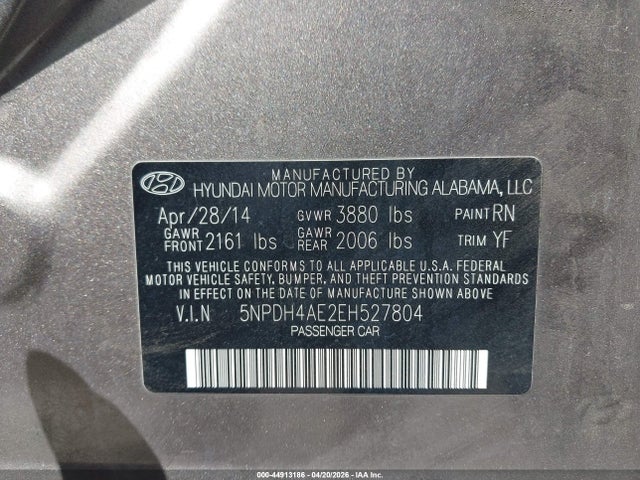 MANUFACTURED BY
HYUNDAI MOTOR MANUFACTURING ALABAMA, LLC
Apr/28/14 GVWR 3880 lbs PAINT RN
GAWR FRONT 2161 lbs GAWR REAR 2006 lbs TRIM YF
THIS VEHICLE CONFORMS TO ALL APPLICABLE U.S.A. FEDERAL
MOTOR VEHICLE SAFETY, BUMPER, AND THEFT PREVENTION STANDARDS
IN EFFECT ON THE DATE OF MANUFACTURE SHOWN ABOVE.
V.I.N 5NPDH4AE2EH527804
PASSENGER CAR
000-44913186 - 04/20/2026 - IAA Inc.